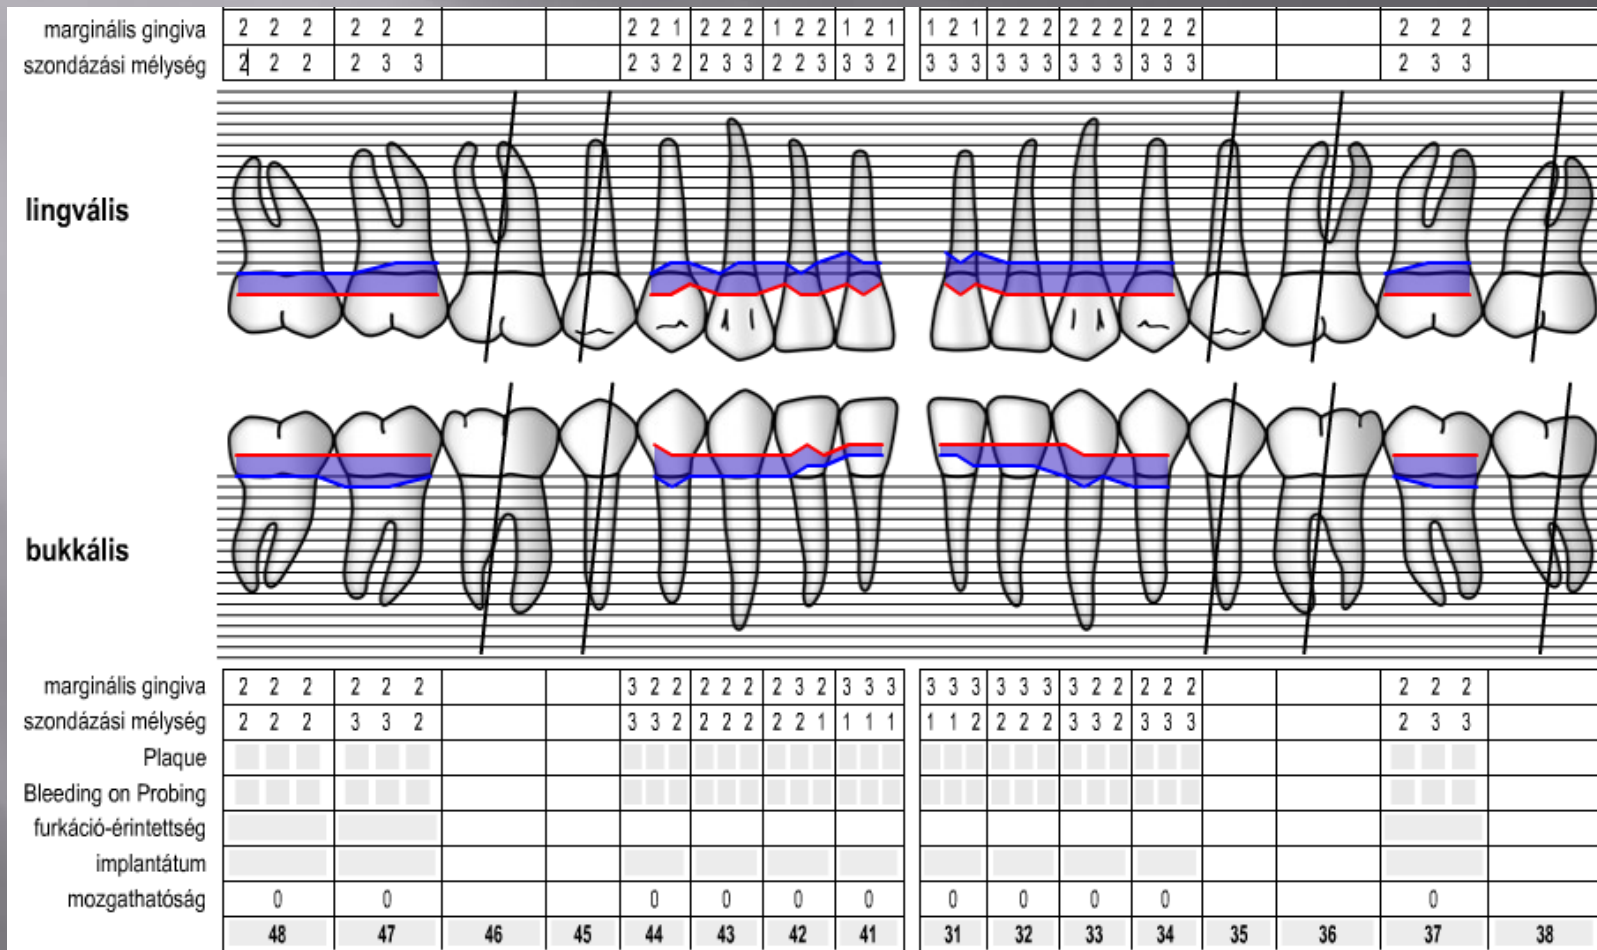 marginális gingiva 2 2 2 2 2 2 2 2 1 2 2 2 1 2 2 1 2 1 1 2 1 2 2 2 2 2 2 2 2 2 2 2 2
szondázási mélység 2 2 2 2 3 3 2 3 2 2 3 3 2 2 3 3 3 2 3 3 3 3 3 3 3 3 3 3 3 3 2 3 3
lingvális
bukkális
marginális gingiva 2 2 2 2 2 2 3 2 2 2 2 2 2 3 2 3 3 3 3 3 3 3 3 3 3 2 2 2 2 2 2 2 2
szondázási mélység 2 2 2 3 3 2 3 3 2 2 2 2 2 2 1 1 1 1 1 1 2 2 2 2 3 3 2 3 3 3 2 3 3
Plaque
Bleeding on Probing
furkáció-érintettség
implantátum
mozgathatóság 0 0 0 0 0 0 0 0 0 0 0
48 47 46 45 44 43 42 41 31 32 33 34 35 36 37 38